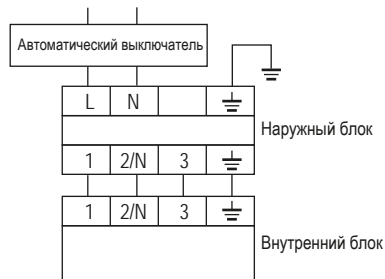 Автоматический выключатель
L N
Наружный блок
1 2/N 3
1 2/N 3
Внутренний блок